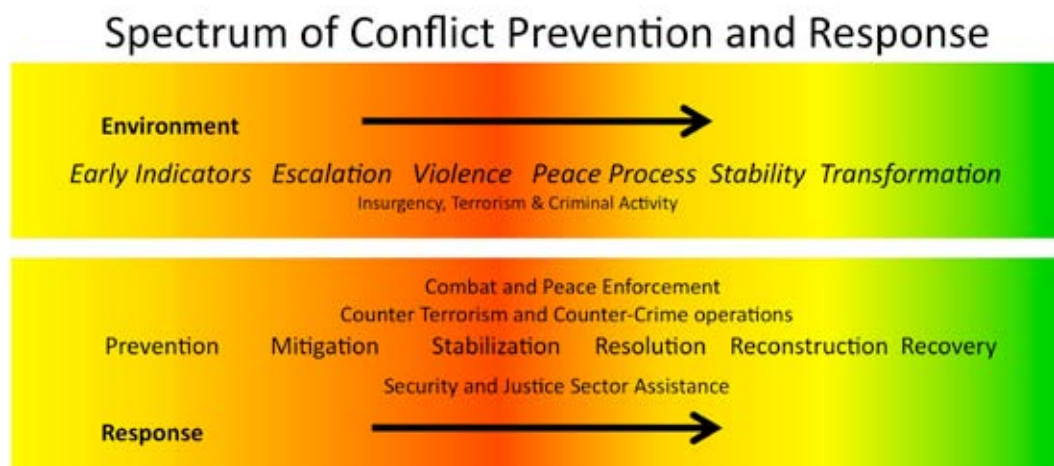 Spectrum of Conflict Prevention and Response
Environment
Early Indicators Escalation Violence Peace Process Stability Transformation
Insurgency, Terrorism & Criminal Activity
Combat and Peace Enforcement
Counter Terrorism and Counter-Crime operations
Prevention Mitigation Stabilization Resolution Reconstruction Recovery
Security and Justice Sector Assistance
Response